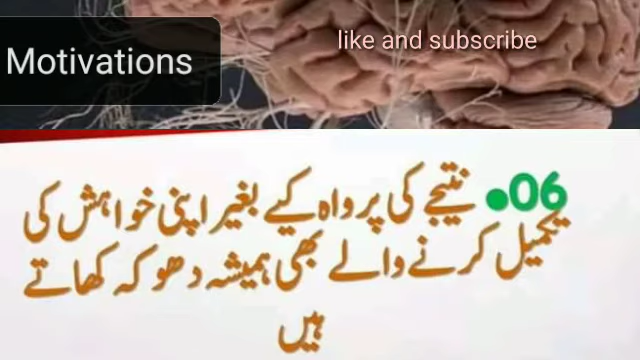 like and subscribe
Motivations
06● نتیجے کی پرواہ کیے بغیر اپنی خواہش کی
تکمیل کرنے والے بھی ہمیشہ دھوکہ کھاتے
ہیں